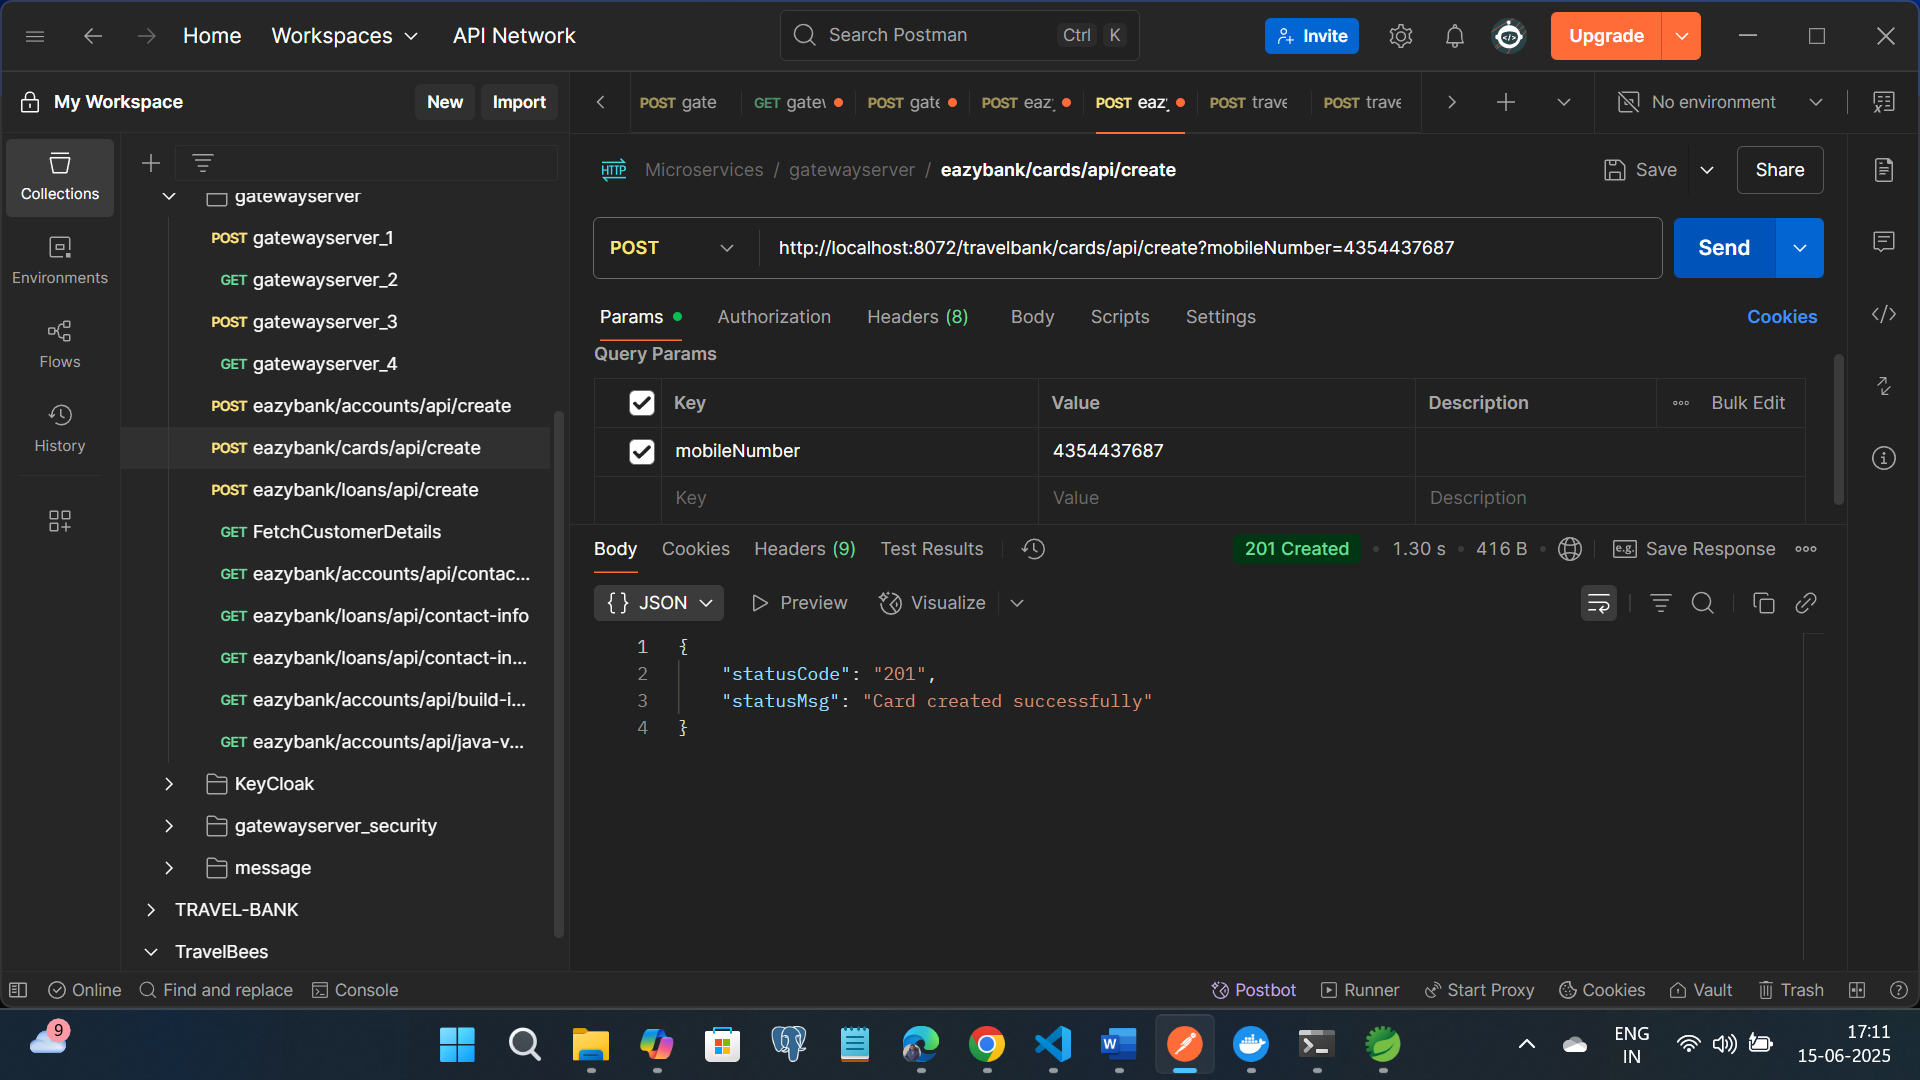 Home
Workspaces
API Network
Search Postman
Ctrl K
Invite
Upgrade
My Workspace
New
Import
POST gate
GET gatev
POST gate
POST eazy
POST eazy
POST trave
POST trave
No environment
Collections
Environments
Flows
History
gatewayserver
POST gatewayserver_1
GET gatewayserver_2
POST gatewayserver_3
GET gatewayserver_4
POST eazybank/accounts/api/create
POST eazybank/cards/api/create
POST eazybank/loans/api/create
GET FetchCustomerDetails
GET eazybank/accounts/api/contac...
GET eazybank/loans/api/contact-info
GET eazybank/loans/api/contact-in...
GET eazybank/accounts/api/build-i...
GET eazybank/accounts/api/java-v...
KeyCloak
gatewayserver_security
message
TRAVEL-BANK
TravelBees
HTTP
Microservices / gatewayserver / eazybank/cards/api/create
Save
Share
POST
http://localhost:8072/travelbank/cards/api/create?mobileNumber=4354437687
Send
Params
Authorization
Headers (8)
Body
Scripts
Settings
Cookies
Query Params
Key
Value
Description
Bulk Edit
mobileNumber
4354437687
Key
Value
Description
Body
Cookies
Headers (9)
Test Results
201 Created
1.30 s
416 B
e.g.
Save Response
{} JSON
Preview
Visualize
1 {
2 "statusCode": "201",
3 "statusMsg": "Card created successfully"
4 }
Online
Find and replace
Console
Postbot
Runner
Start Proxy
Cookies
Vault
Trash
9
W
ENG
IN
17:11
15-06-2025